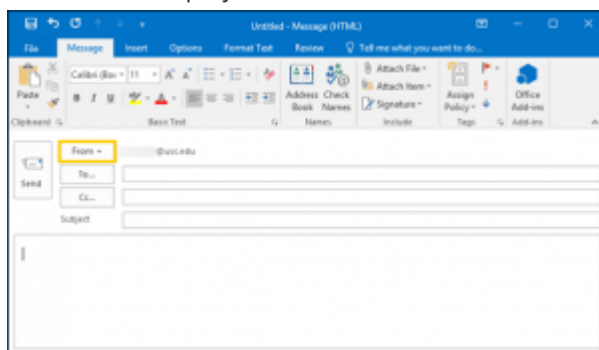 Untitled - Message (HTML)
File Message Insert Options Format Text Review Tell me what you want to do...
Calibri (Bo 11
Paste B I U A Address Book Check Names Attach File Attach Item Signature Assign Policy Office Add-ins
Clipboard Basic Text Names Include Tags Add-ins
From @usc.edu
To...
Send
Cc...
Subject